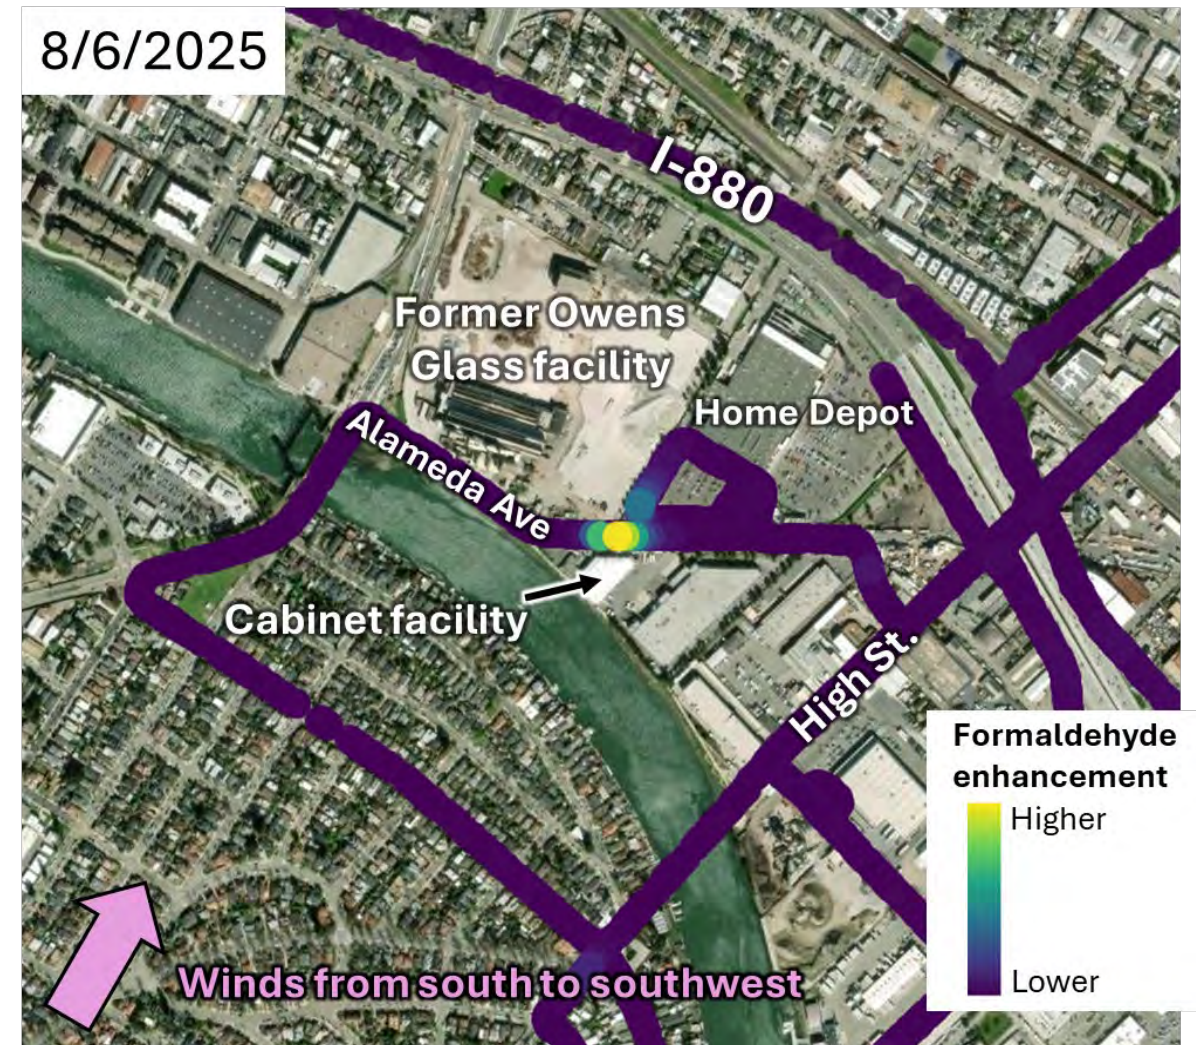 8/6/2025
I-880
Former Owens
Glass facility
Home Depot
Alameda Ave
Cabinet facility
High St.
Formaldehyde
enhancement
Higher
Lower
Winds from south to southwest